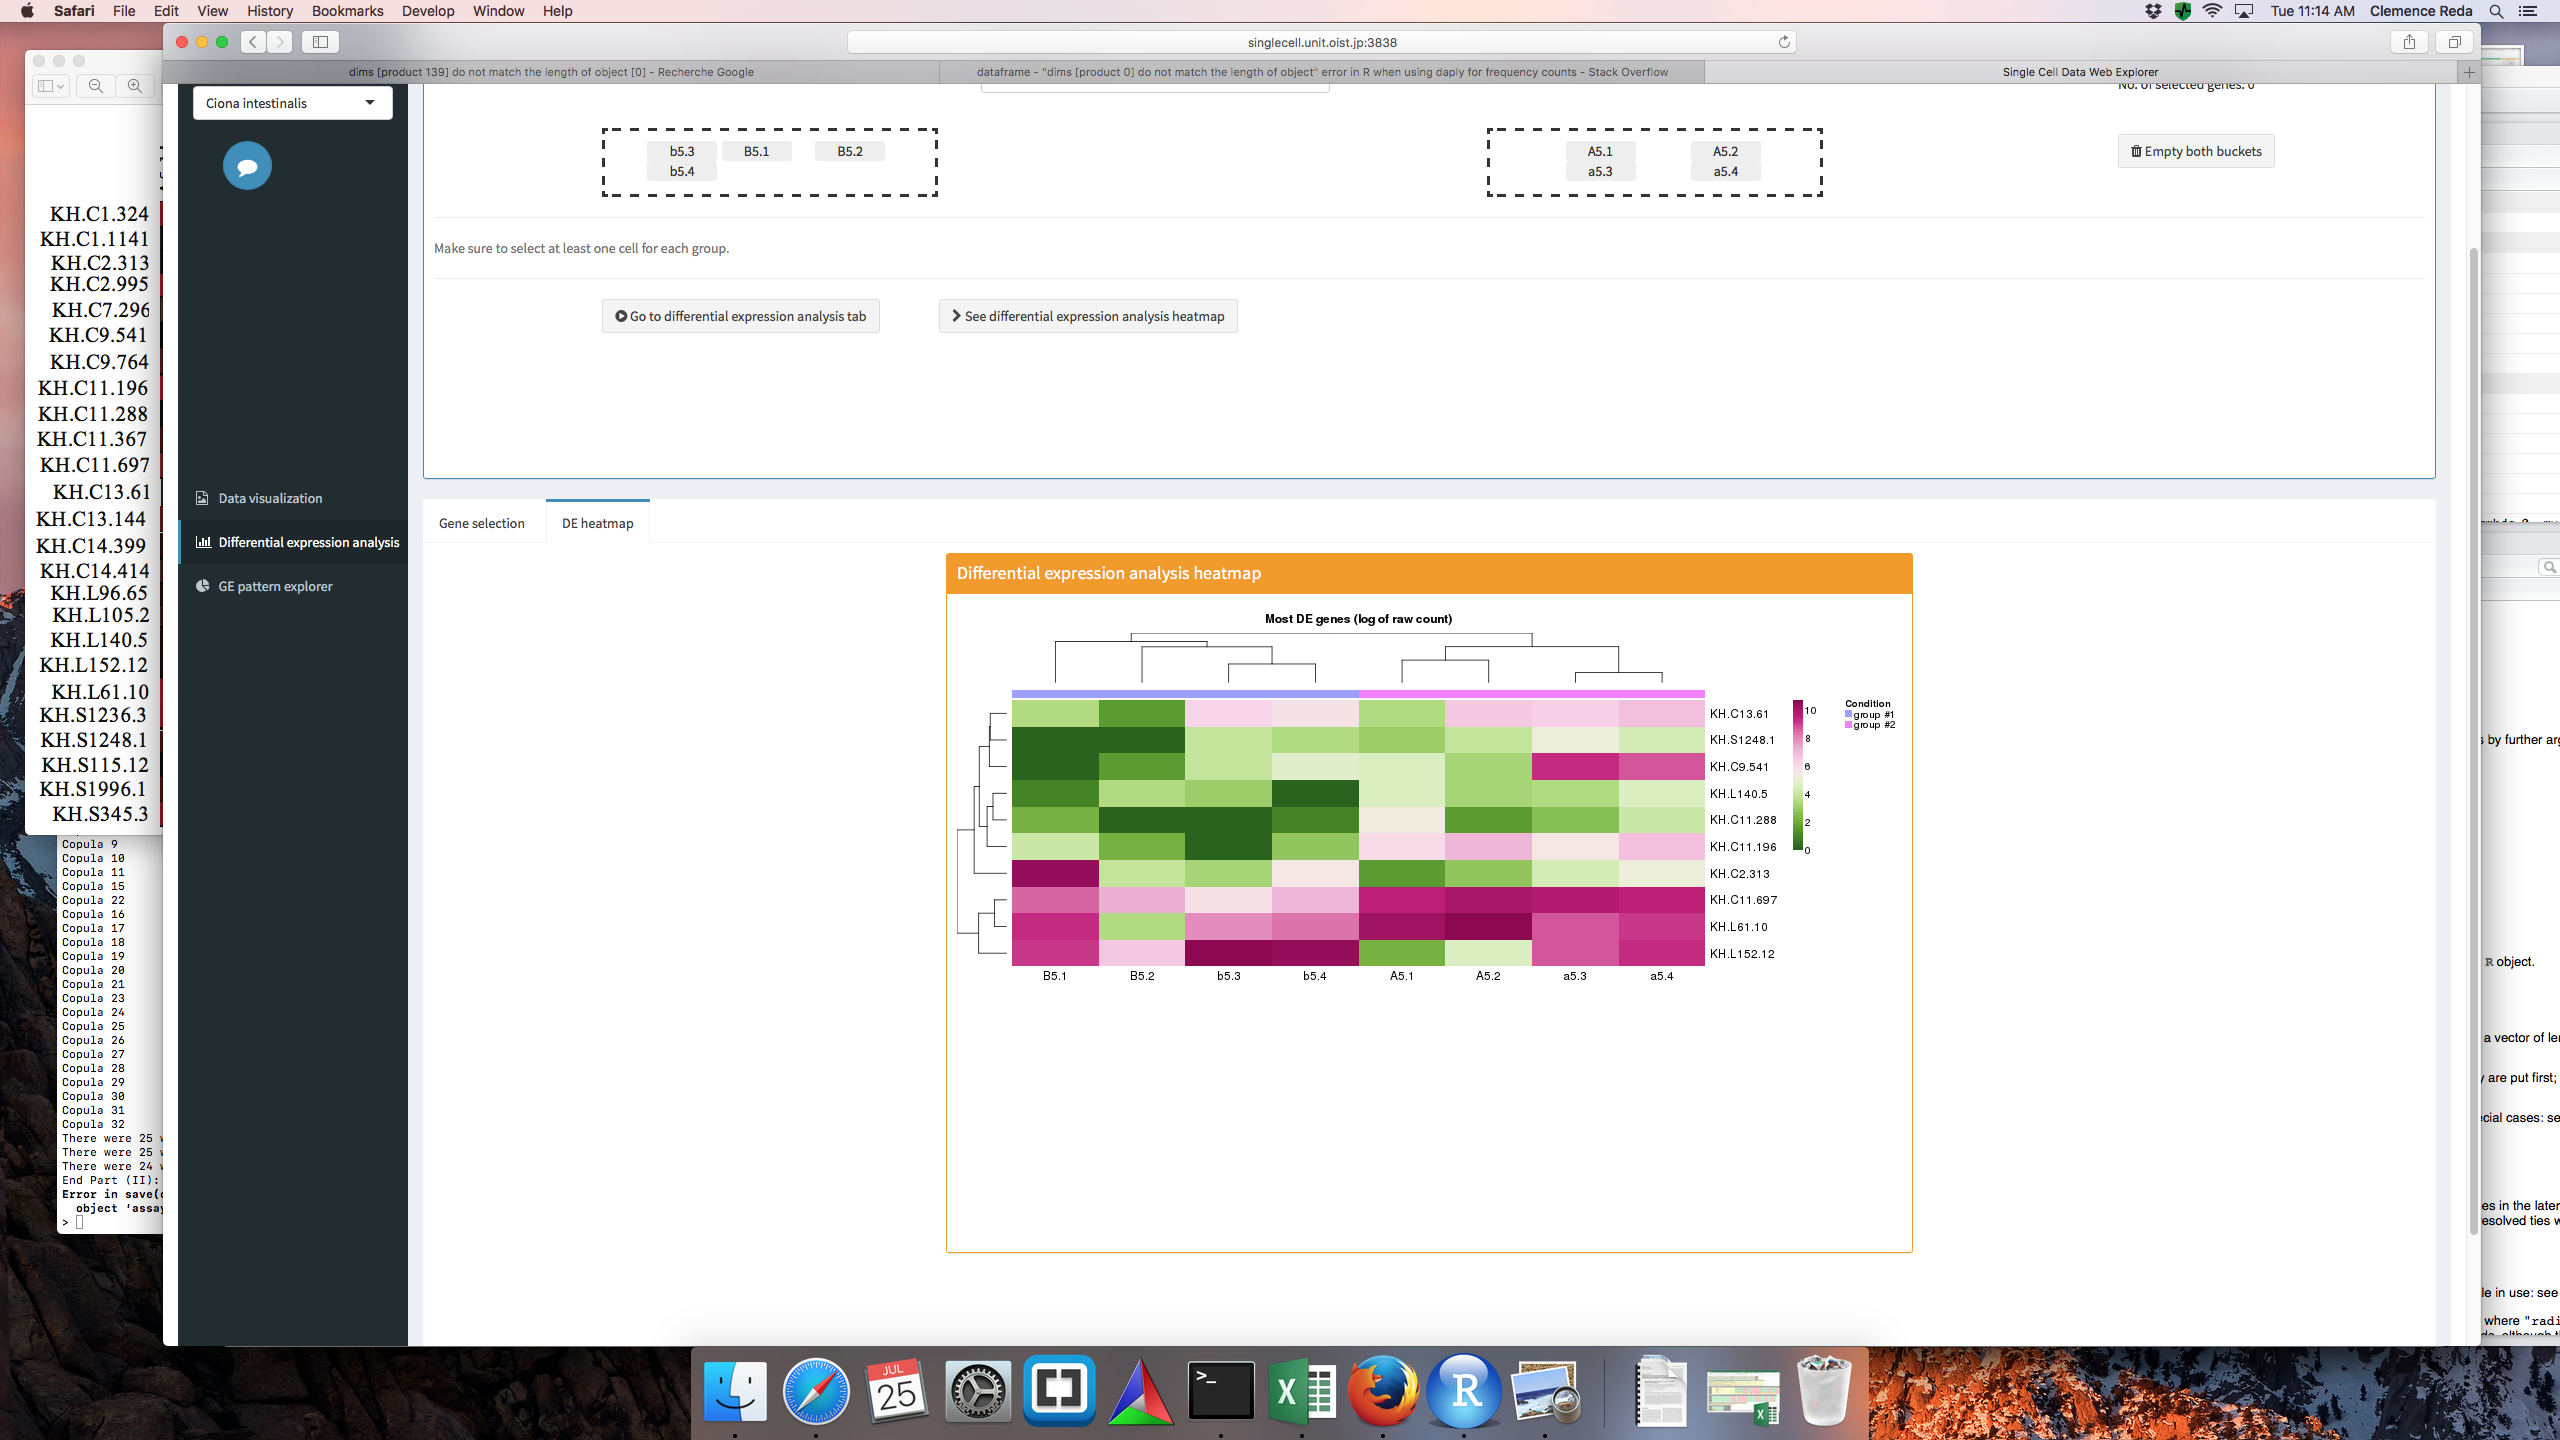 Safari File Edit View History Bookmarks Develop Window Help
Tue 11:14 AM Clemence Reda
singlecell.unit.oist.jp:3838
dims [product 139] do not match the length of object [0] - Recherche Google
dataframe - "dims [product 0] do not match the length of object" error in R when using daply for frequency counts - Stack Overflow
Single Cell Data Web Explorer
Ciona intestinalis
No. of selected genes: 0
b5.3 B5.1 B5.2
b5.4
A5.1 A5.2
a5.3 a5.4
Empty both buckets
Make sure to select at least one cell for each group.
Go to differential expression analysis tab
See differential expression analysis heatmap
Data visualization
Differential expression analysis
GE pattern explorer
Gene selection
DE heatmap
Differential expression analysis heatmap
Most DE genes (log of raw count)
KH.C13.61
KH.S1248.1
KH.C9.541
KH.L140.5
KH.C11.288
KH.C11.196
KH.C2.313
KH.C11.697
KH.L61.10
KH.L152.12
B5.1 B5.2 b5.3 b5.4 A5.1 A5.2 a5.3 a5.4
10
8
6
4
2
0
Condition
group #1
group #2
KH.C1.324
KH.C1.1141
KH.C2.313
KH.C2.995
KH.C7.296
KH.C9.541
KH.C9.764
KH.C11.196
KH.C11.288
KH.C11.367
KH.C11.697
KH.C13.61
KH.C13.144
KH.C14.399
KH.C14.414
KH.L96.65
KH.L105.2
KH.L140.5
KH.L152.12
KH.L61.10
KH.S1236.3
KH.S1248.1
KH.S115.12
KH.S1996.1
KH.S345.3
Copula 9
Copula 10
Copula 11
Copula 15
Copula 22
Copula 16
Copula 17
Copula 18
Copula 19
Copula 20
Copula 21
Copula 23
Copula 24
Copula 25
Copula 26
Copula 27
Copula 28
Copula 29
Copula 30
Copula 31
Copula 32
There were 25 w
There were 25 w
There were 24 w
End Part (II):
Error in save(
object 'assay
>
s by further arg
R object.
a vector of le
y are put first;
cial cases: se
es in the later
esolved ties w
le in use: see
where "radi
JUL
25
>_
X
R
X